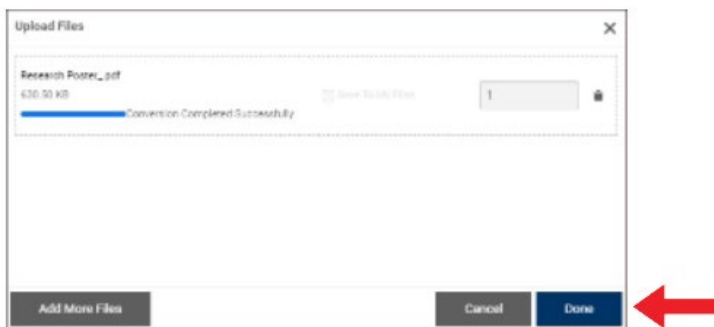 Upload Files
Research Poster_.pdf
630.50 KB
Conversion Completed Successfully
1
Add More Files
Cancel
Done